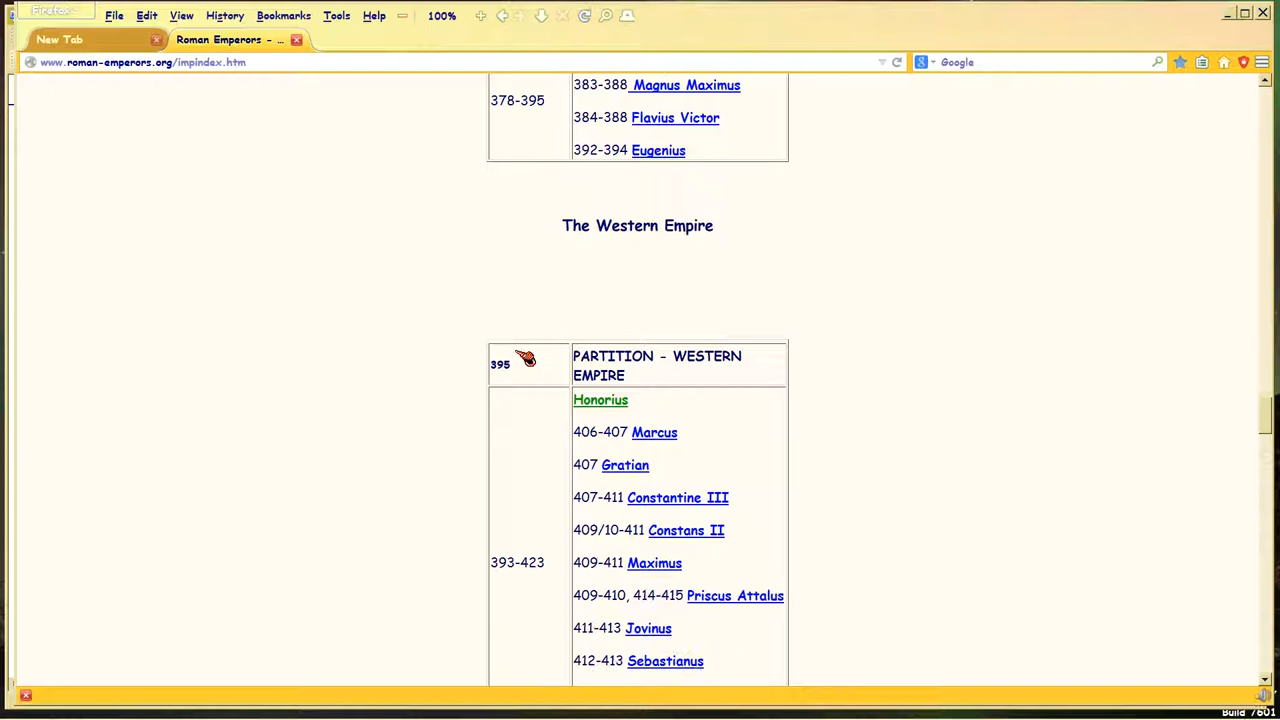 Firefox
File Edit View History Bookmarks Tools Help 100%
New Tab
Roman Emperors - ...
www.roman-emperors.org/impindex.htm
Google
378-395
383-388 Magnus Maximus
384-388 Flavius Victor
392-394 Eugenius
The Western Empire
395
PARTITION - WESTERN
EMPIRE
Honorius
406-407 Marcus
407 Gratian
407-411 Constantine III
409/10-411 Constans II
393-423
409-411 Maximus
409-410, 414-415 Priscus Attalus
411-413 Jovinus
412-413 Sebastianus
Build 7601